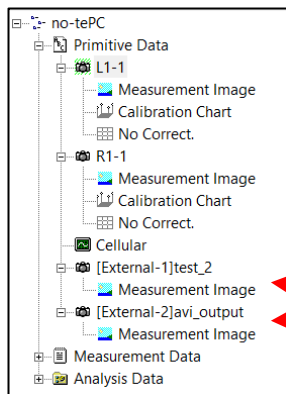 no-tePC
Primitive Data
L1-1
Measurement Image
Calibration Chart
No Correct.
R1-1
Measurement Image
Calibration Chart
No Correct.
Cellular
[External-1]test_2
Measurement Image
[External-2]avi_output
Measurement Image
Measurement Data
Analysis Data